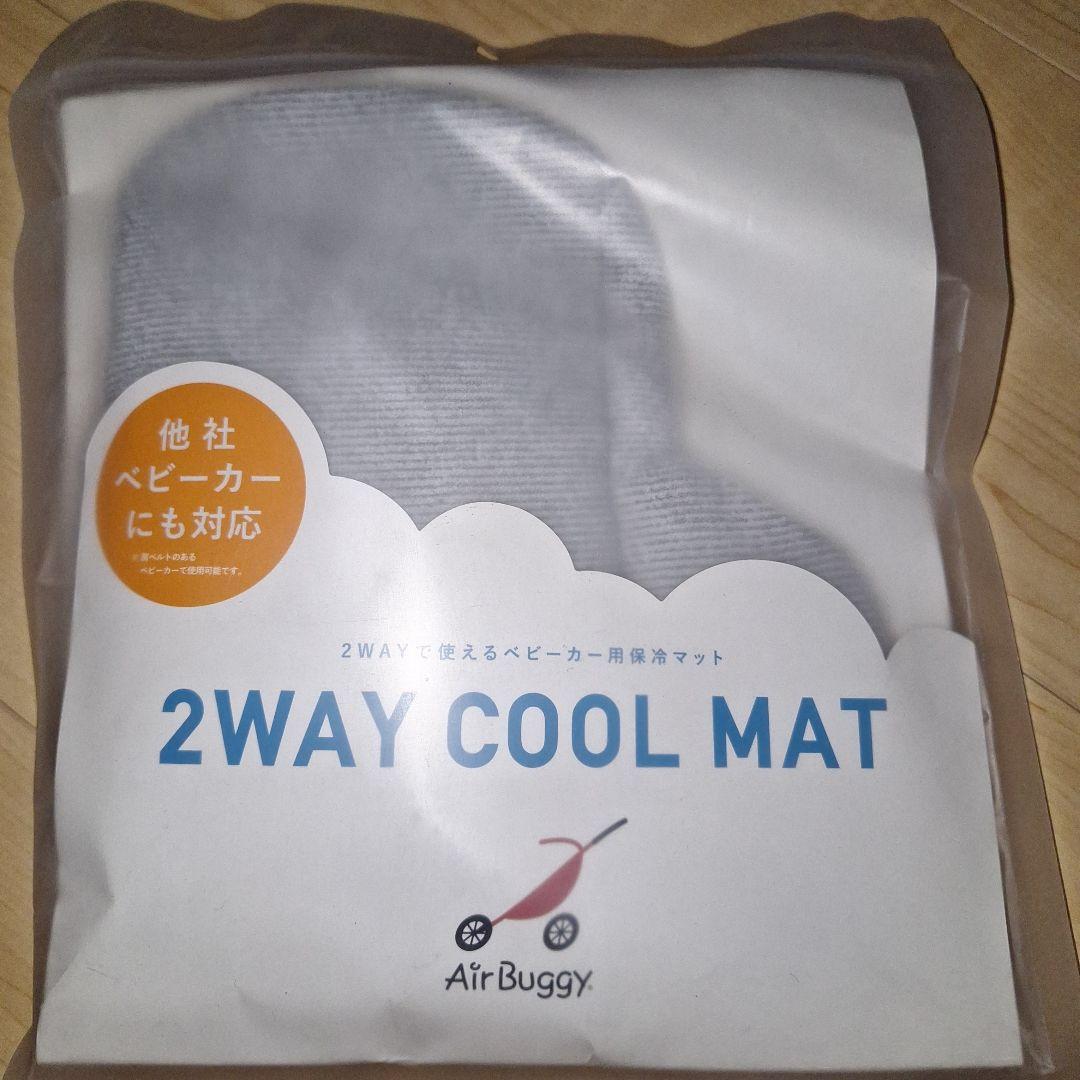 他社
ベビーカー
にも対応
※肩ベルトのある
ベビーカーで使用可能です。
2WAYで使えるベビーカー用保冷マット
2WAY COOL MAT
AirBuggy